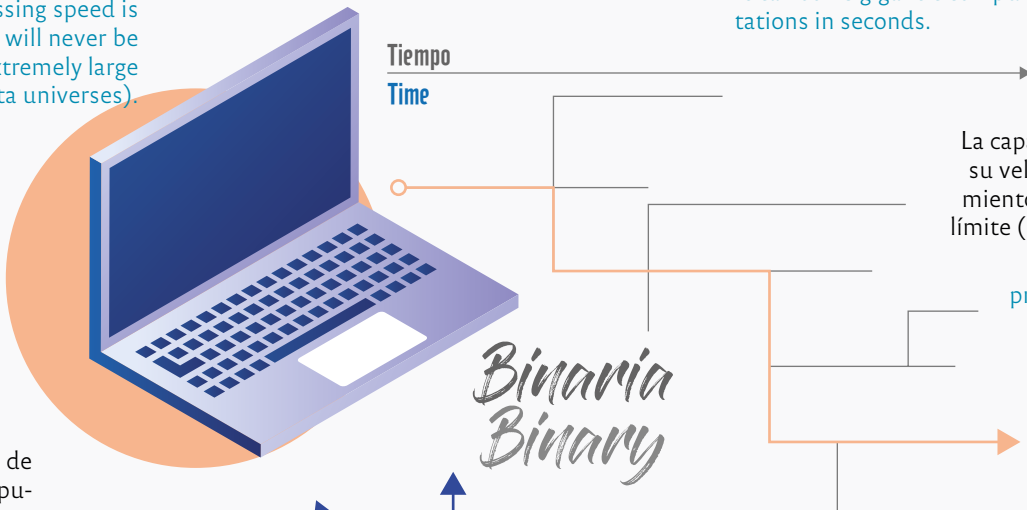 ssing speed is
will never be
tremely large
ta universes).
tations in seconds.
Tiempo
Time
La cap
su vel
miento
límite (
pr
Binaria
Binary
de
pu-